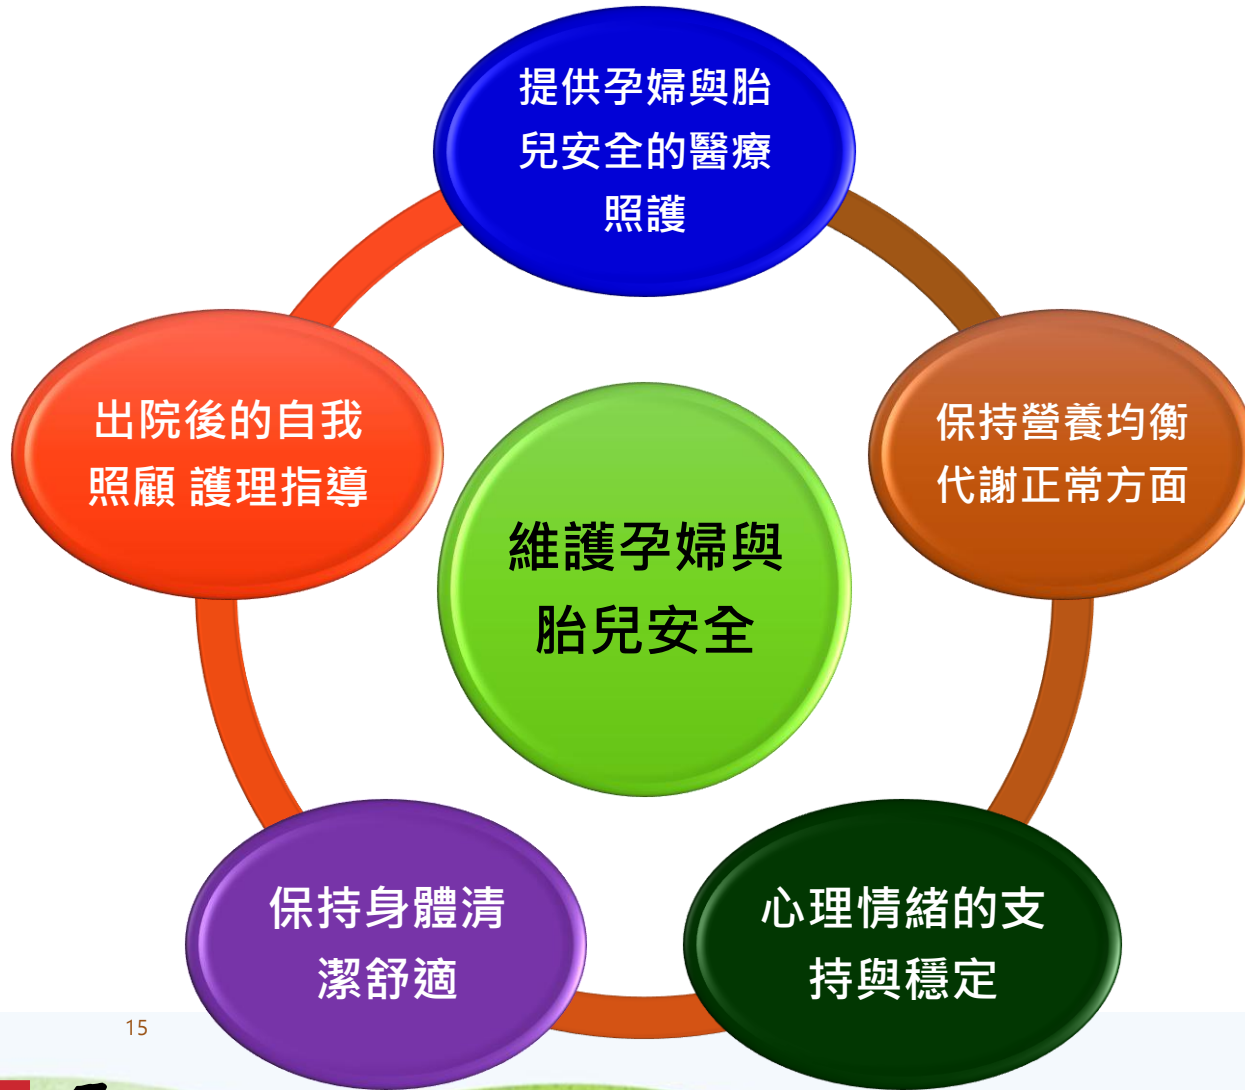 提供孕婦與胎
兒安全的醫療
照護
保持營養均衡
代謝正常方面
心理情緒的支
持與穩定
保持身體清
潔舒適
出院後的自我
照顧 護理指導
維護孕婦與
胎兒安全
15